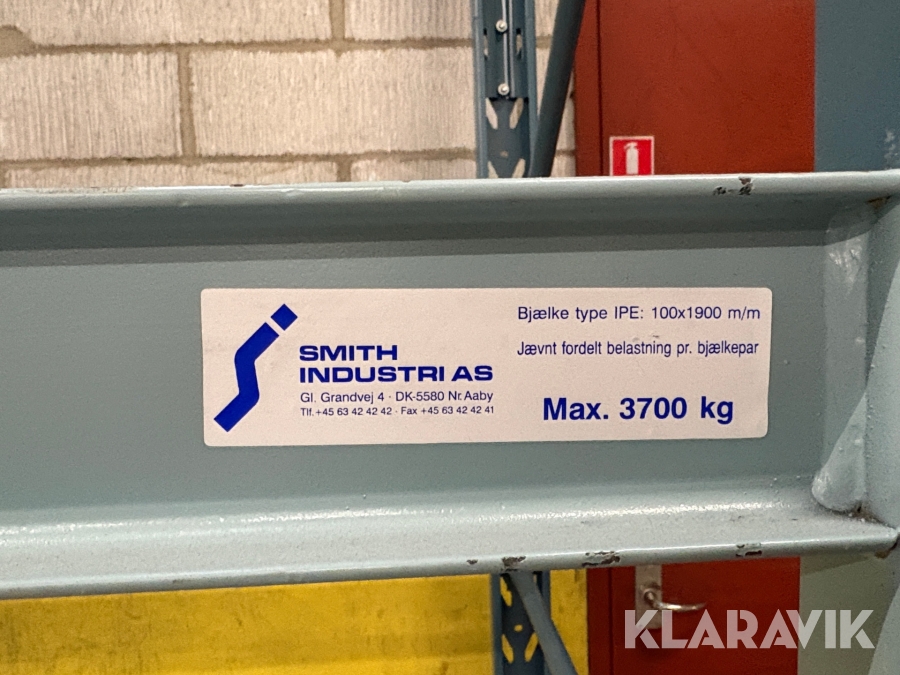 SMITH
INDUSTRI AS
Gl. Grandvej 4 · DK-5580 Nr. Aaby
Tlf. +45 63 42 42 42 · Fax +45 63 42 42 41
Bjælke type IPE: 100x1900 m/m
Jævnt fordelt belastning pr. bjælkepar
Max. 3700 kg
KLARAVIK